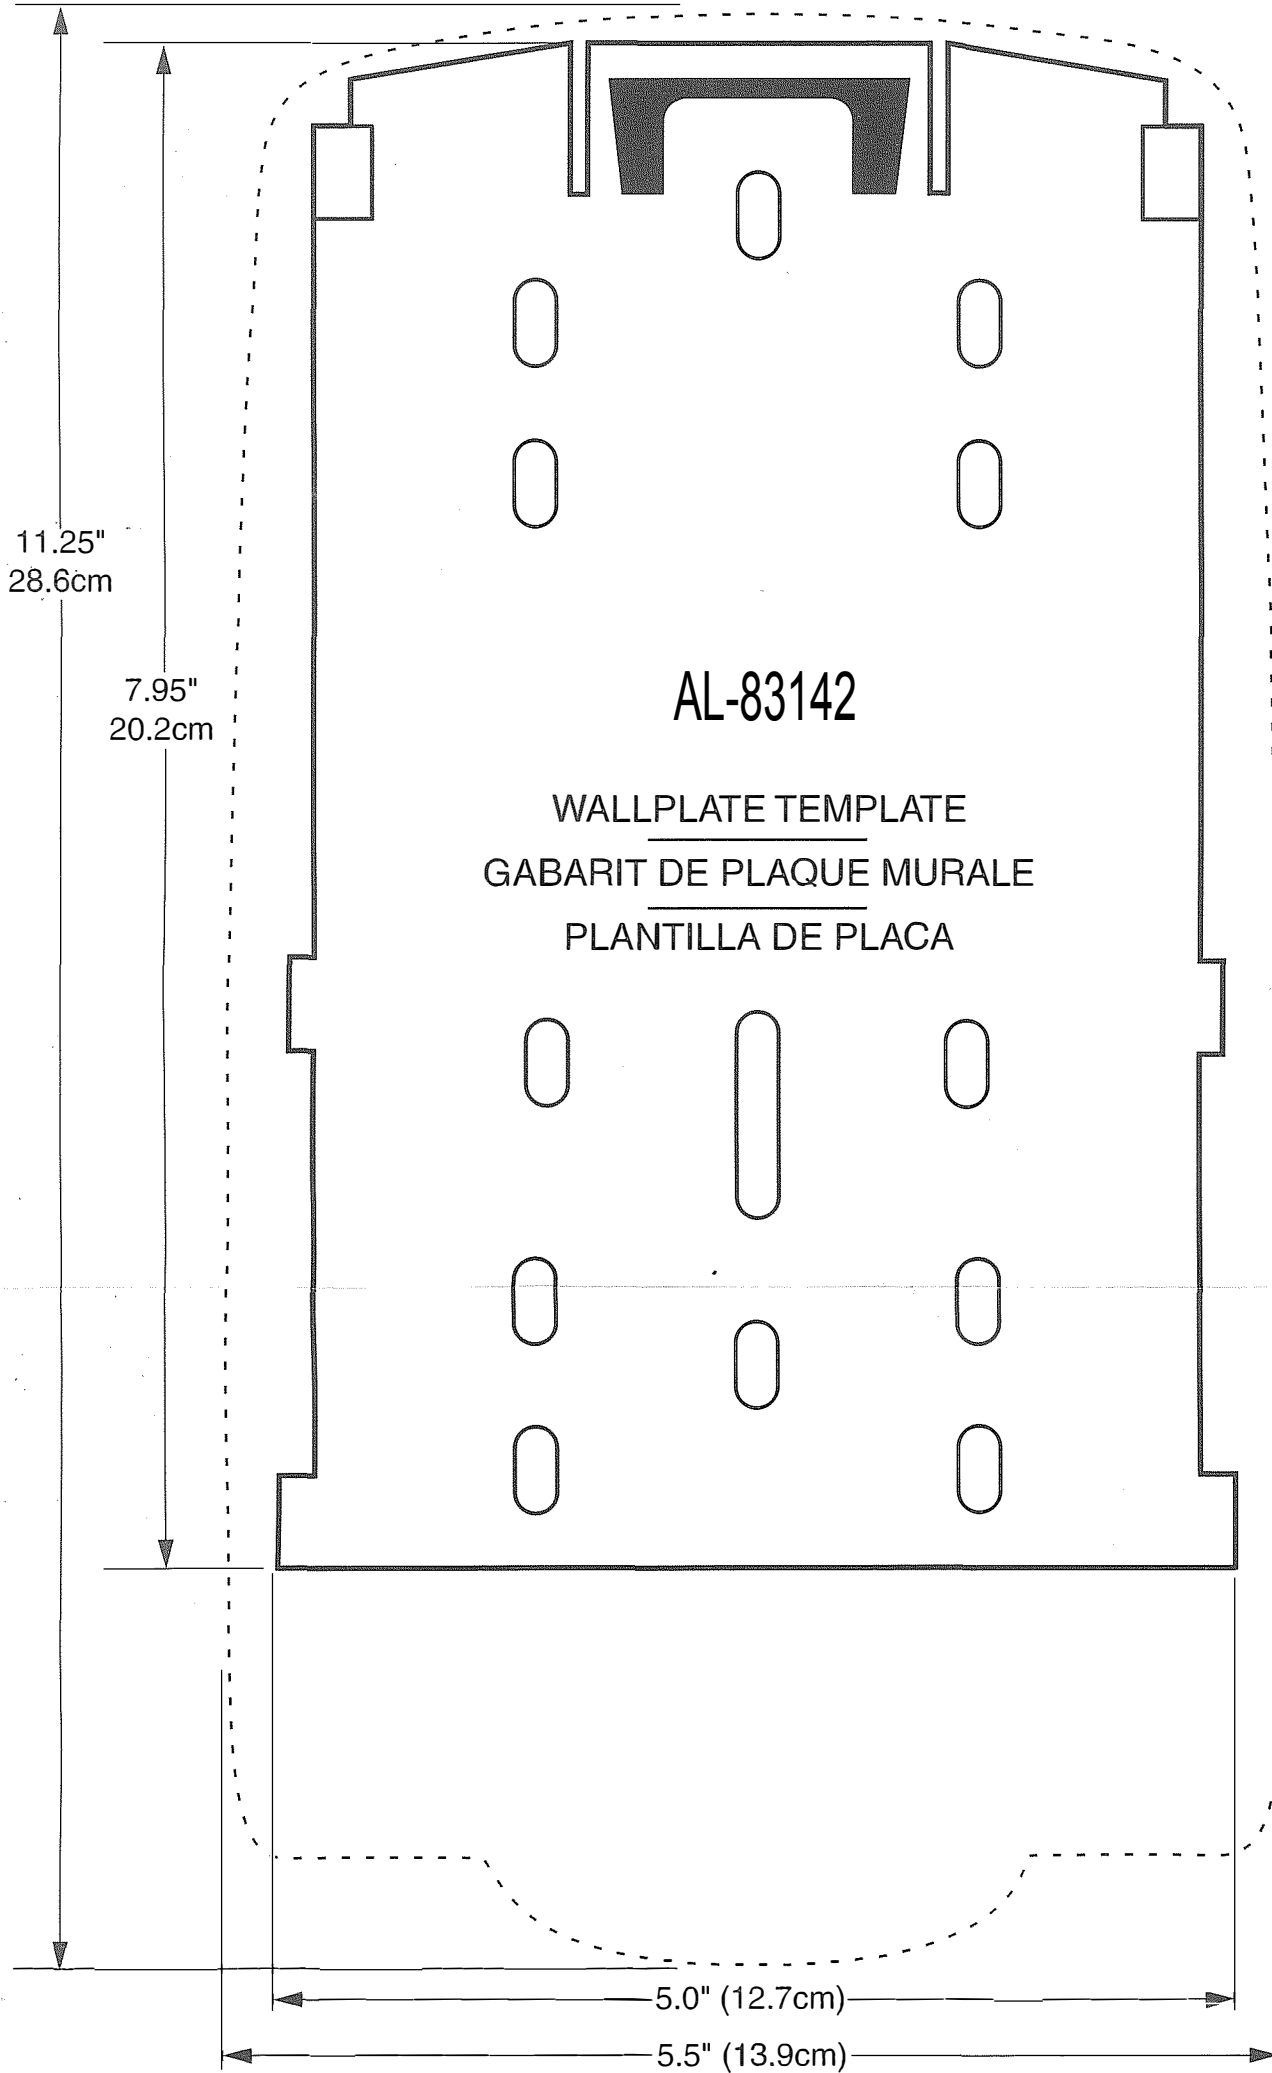 11.25"
28.6cm
7.95"
20.2cm
AL-83142
WALLPLATE TEMPLATE
GABARIT DE PLAQUE MURALE
PLANTILLA DE PLACA
5.0" (12.7cm)
5.5" (13.9cm)